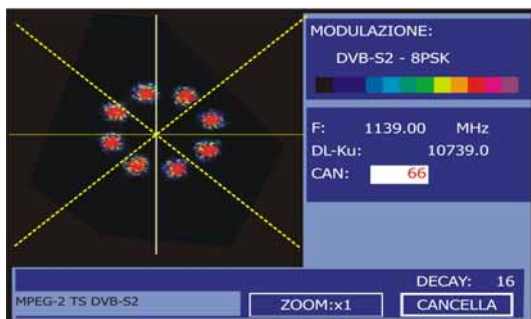 MODULAZIONE:
DVB-S2 - 8PSK
F: 1139.00 MHz
DL-Ku: 10739.0
CAN: 66
DECAY: 16
MPEG-2 TS DVB-S2
ZOOM:x1
CANCELLA